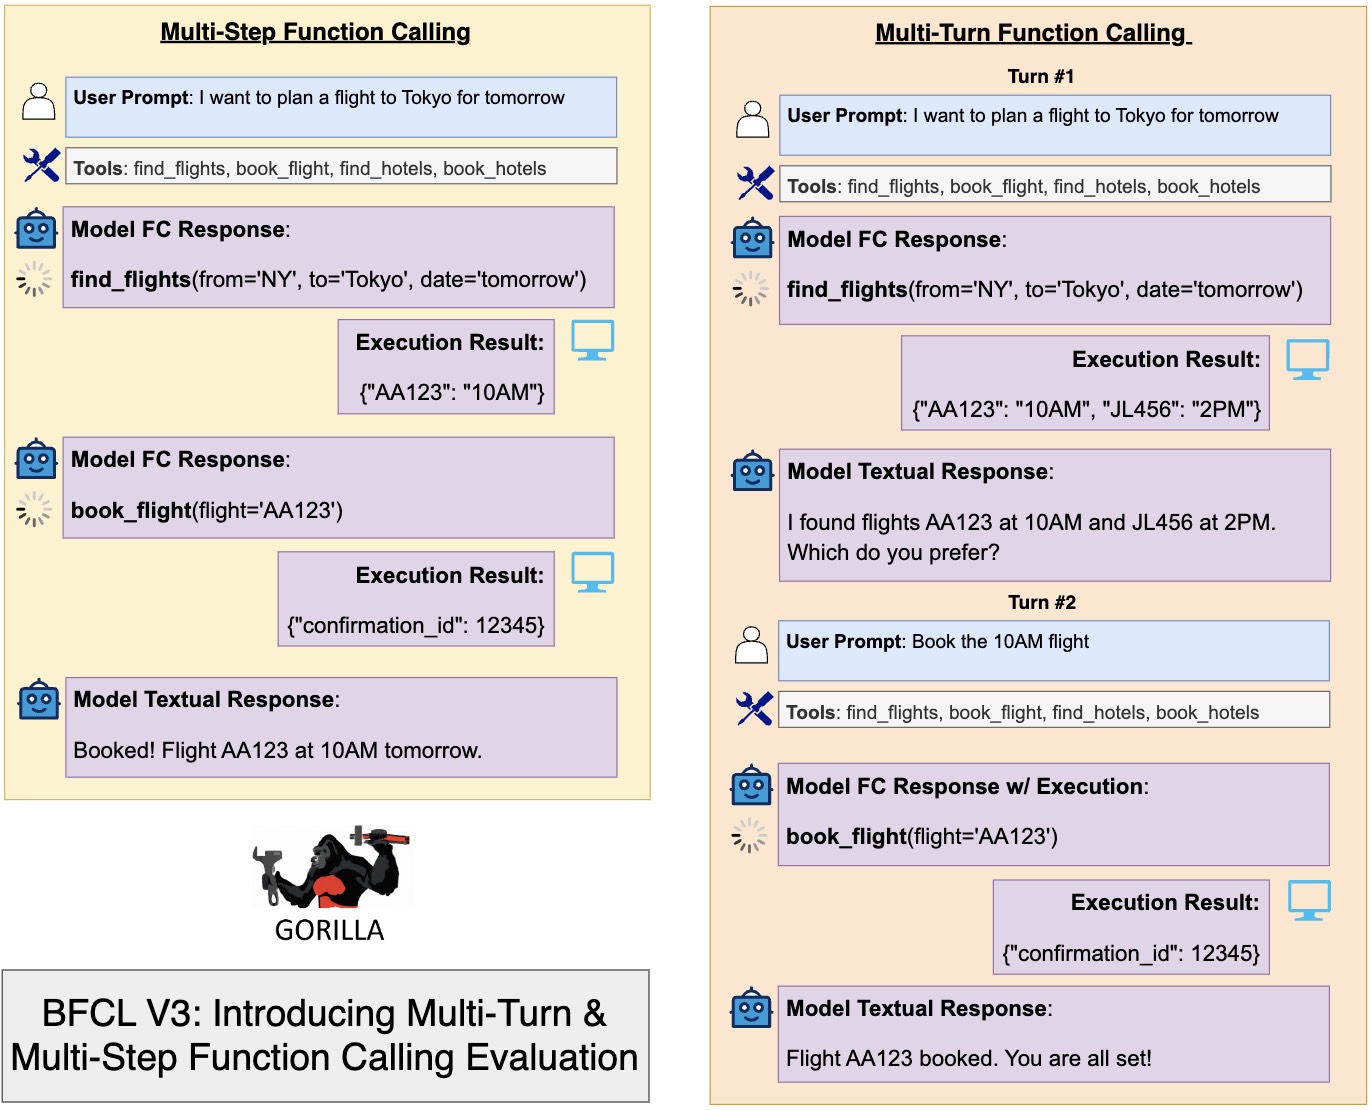 Multi-Step Function Calling
User Prompt: I want to plan a flight to Tokyo for tomorrow
Tools: find_flights, book_flight, find_hotels, book_hotels
Model FC Response:
find_flights(from='NY', to='Tokyo', date='tomorrow')
Execution Result:
{"AA123": "10AM"}
Model FC Response:
book_flight(flight='AA123')
Execution Result:
{"confirmation_id": 12345}
Model Textual Response:
Booked! Flight AA123 at 10AM tomorrow.
GORILLA
BFCL V3: Introducing Multi-Turn &
Multi-Step Function Calling Evaluation
Multi-Turn Function Calling
Turn #1
User Prompt: I want to plan a flight to Tokyo for tomorrow
Tools: find_flights, book_flight, find_hotels, book_hotels
Model FC Response:
find_flights(from='NY', to='Tokyo', date='tomorrow')
Execution Result:
{"AA123": "10AM", "JL456": "2PM"}
Model Textual Response:
I found flights AA123 at 10AM and JL456 at 2PM.
Which do you prefer?
Turn #2
User Prompt: Book the 10AM flight
Tools: find_flights, book_flight, find_hotels, book_hotels
Model FC Response w/ Execution:
book_flight(flight='AA123')
Execution Result:
{"confirmation_id": 12345}
Model Textual Response:
Flight AA123 booked. You are all set!